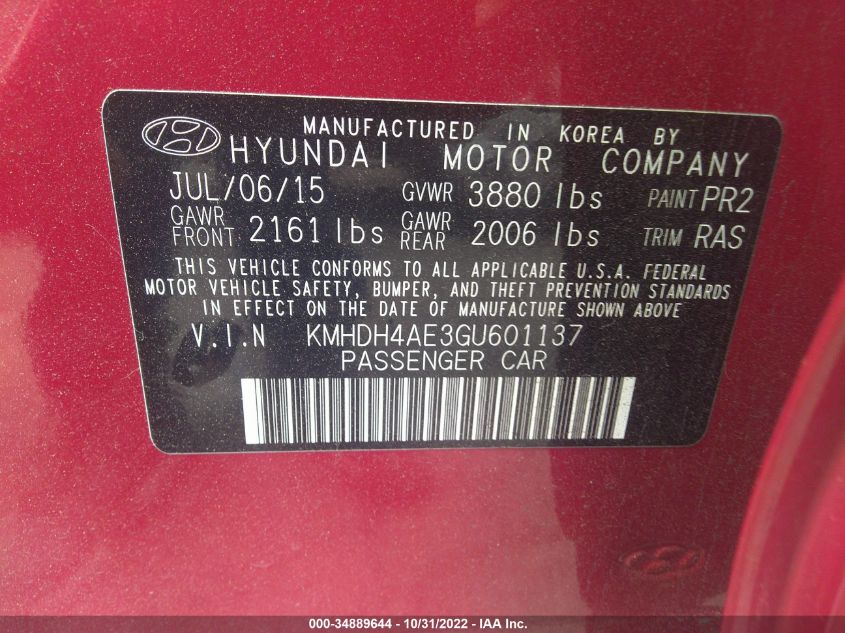 MANUFACTURED IN KOREA BY
HYUNDAI MOTOR COMPANY
JUL/06/15 GVWR 3880 lbs PAINT PR2
GAWR FRONT 2161 lbs GAWR REAR 2006 lbs TRIM RAS
THIS VEHICLE CONFORMS TO ALL APPLICABLE U.S.A. FEDERAL
MOTOR VEHICLE SAFETY, BUMPER, AND THEFT PREVENTION STANDARDS
IN EFFECT ON THE DATE OF MANUFACTURE SHOWN ABOVE
V.I.N KMHDH4AE3GU601137
PASSENGER CAR
000-34889644 - 10/31/2022 - IAA Inc.